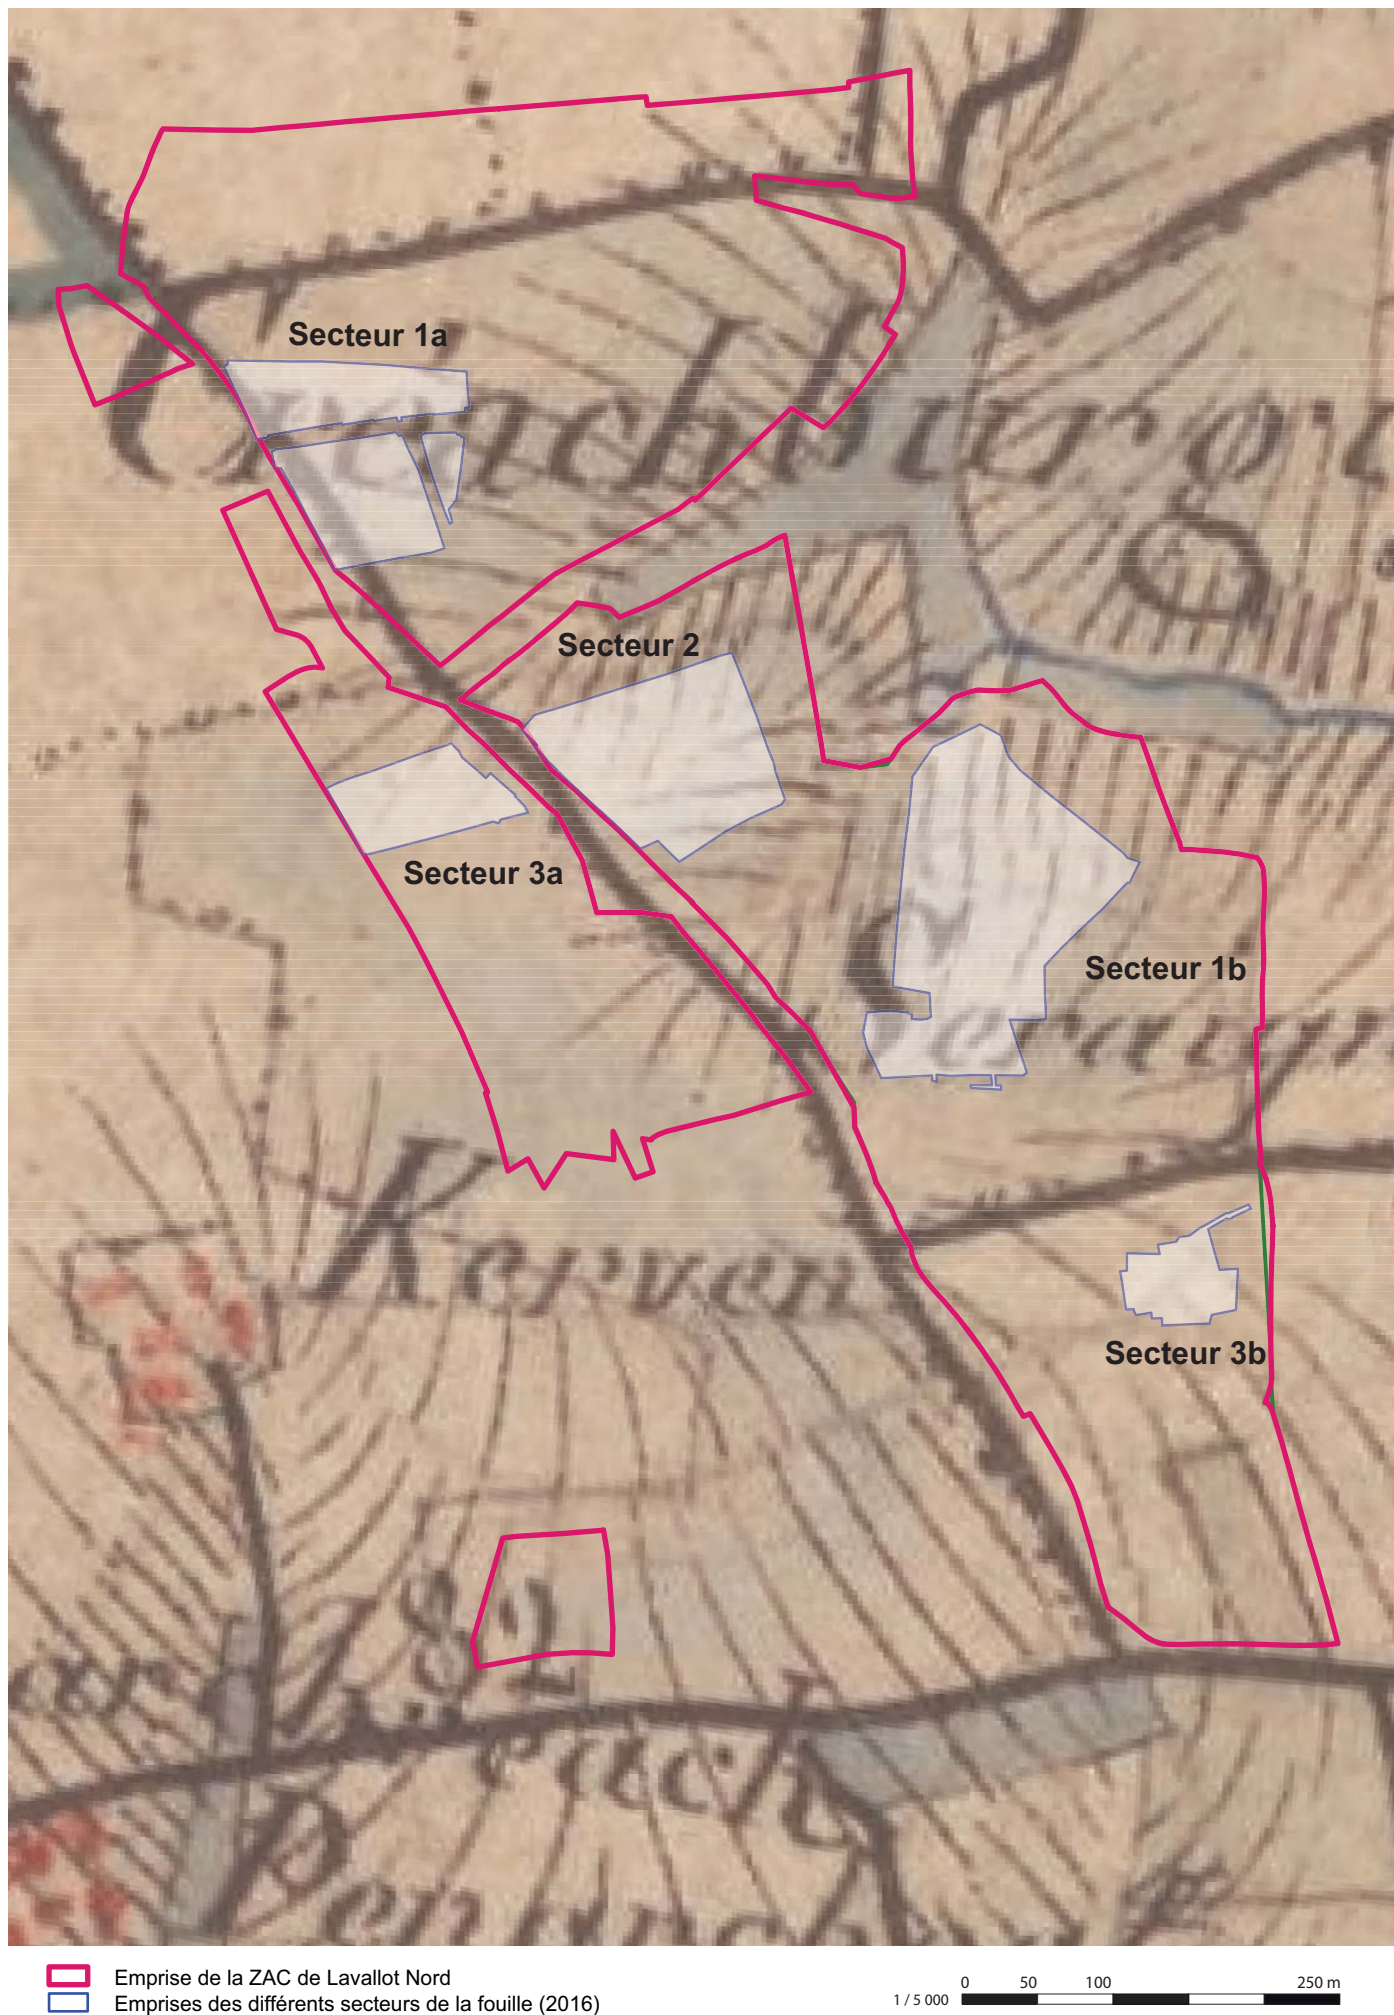 Secteur 1a
Secteur 2
Secteur 3a
Secteur 1b
Kerven
Secteur 3b
Emprise de la ZAC de Lavallot Nord
Emprises des différents secteurs de la fouille (2016)
0 50 100 250 m
1 / 5 000